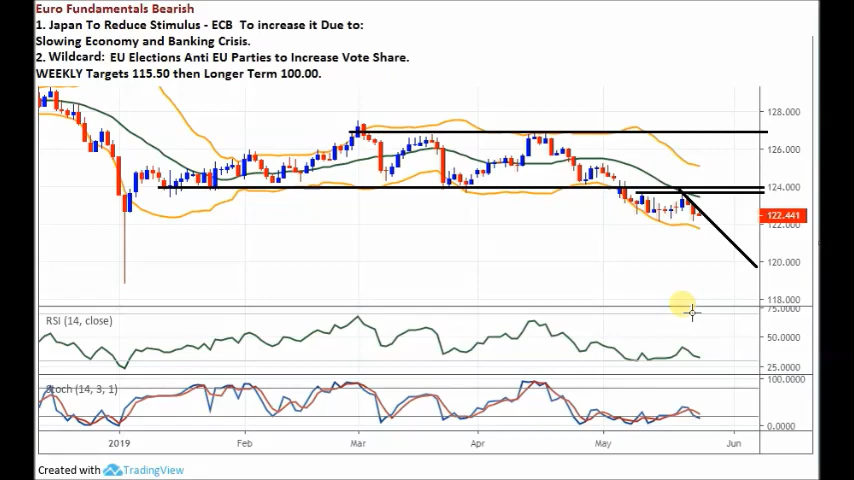 Euro Fundamentals Bearish
1. Japan To Reduce Stimulus - ECB To increase it Due to:
Slowing Economy and Banking Crisis.
2. Wildcard: EU Elections Anti EU Parties to Increase Vote Share.
WEEKLY Targets 115.50 then Longer Term 100.00.
128.000
126.000
124.000
122.441
122.000
120.000
118.000
75.0000
RSI (14, close)
50.0000
25.0000
100.0000
Stoch (14, 3, 1)
0.0000
2019 Feb Mar Apr May Jun
Created with TradingView